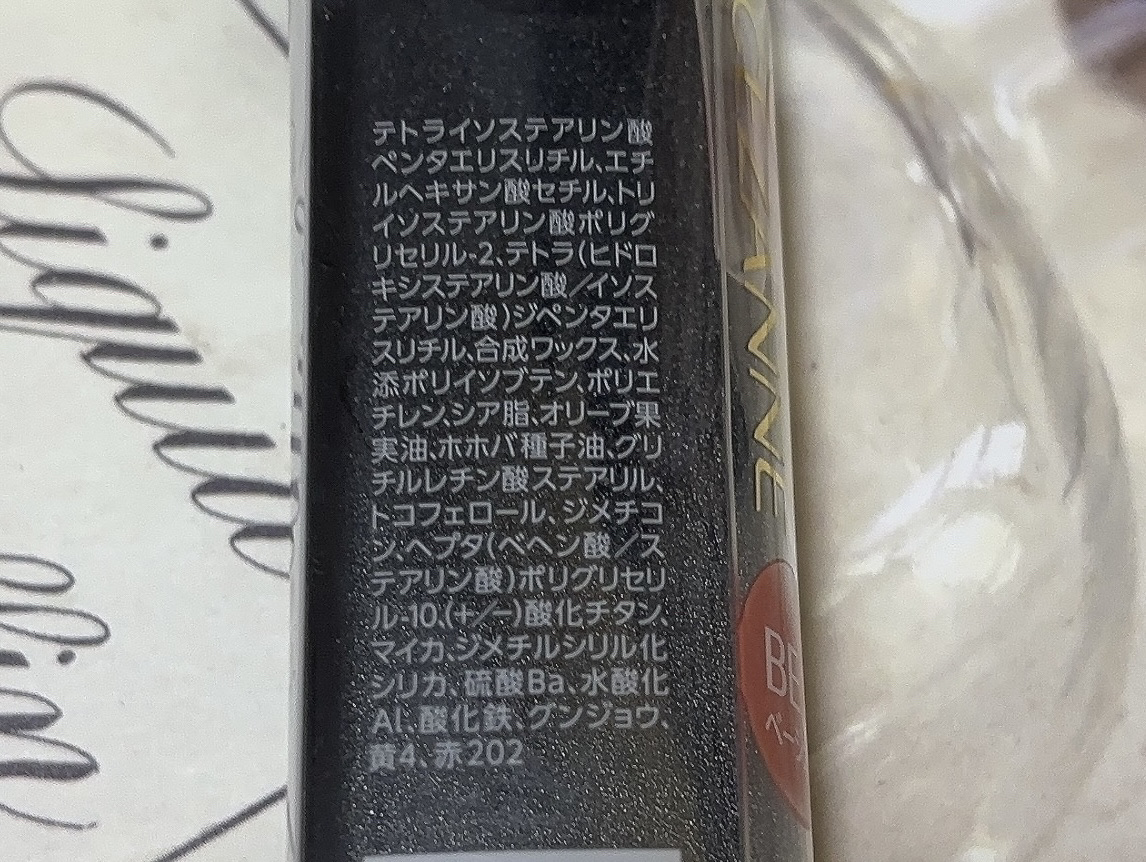 テトライソステアリン酸
ペンタエリスリチル、エチ
ルヘキサン酸セチル、トリ
イソステアリン酸ポリグ
リセリル-2、テトラ(ヒドロ
キシステアリン酸/イソス
テアリン酸)ジペンタエリ
スリチル、合成ワックス、水
添ポリイソブテン、ポリエ
チレン、シア脂、オリーブ果
実油、ホホバ種子油、グリ
チルレチン酸ステアリル、
トコフェロール、ジメチコ
ン、ヘプタ(ベヘン酸/ス
テアリン酸)ポリグリセリ
ル-10、(+/-)酸化チタン、
マイカ、ジメチルシリル化
シリカ、硫酸Ba、水酸化
Al、酸化鉄、グンジョウ、
黄4、赤202
CEZANNE
BE
ベー